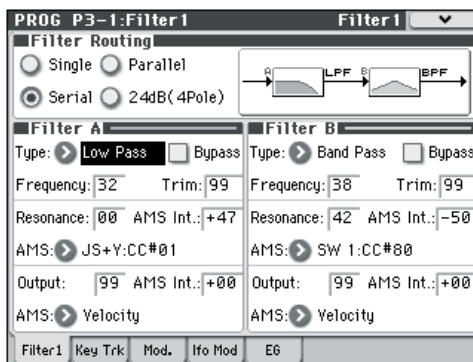 PROG P3-1:Filter1 Filter1
Filter Routing
Single Parallel
Serial 24dB(4Pole)
A LPF B BPF
Filter A
Type: Low Pass Bypass
Frequency: 32 Trim: 99
Resonance: 00 AMS Int.: +47
AMS: JS+Y:CC#01
Output: 99 AMS Int.: +00
AMS: Velocity
Filter B
Type: Band Pass Bypass
Frequency: 38 Trim: 99
Resonance: 42 AMS Int.: -50
AMS: SW 1:CC#80
Output: 99 AMS Int.: +00
AMS: Velocity
Filter1 Key Trk Mod. lfo Mod EG